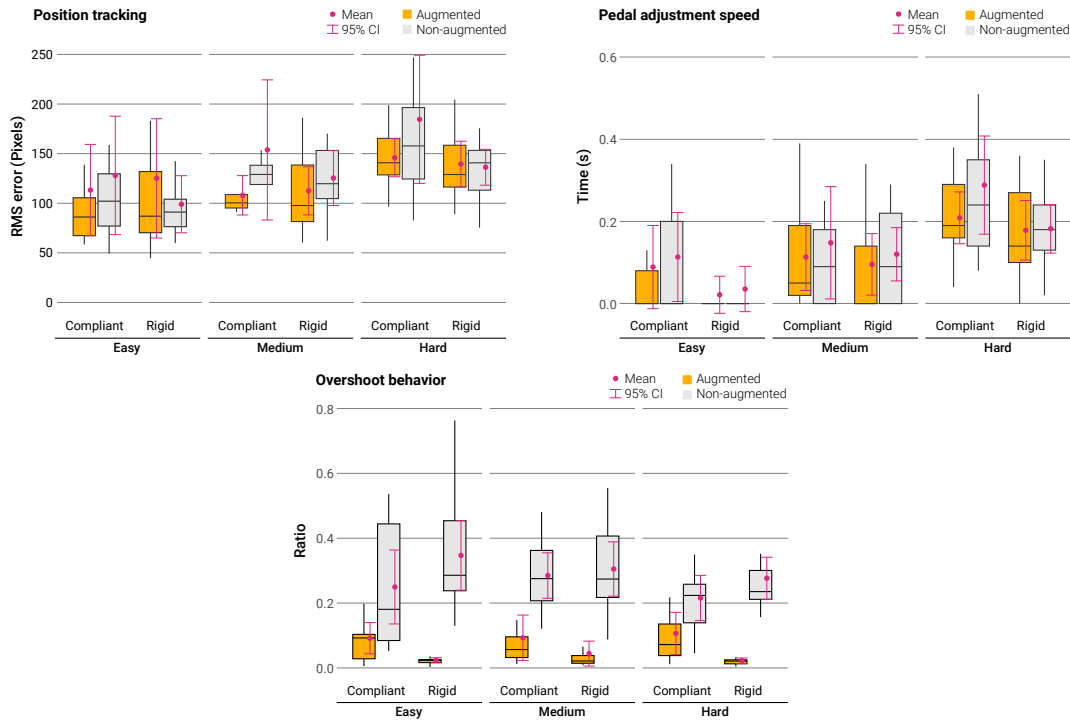 Position tracking
Mean
Augmented
95% CI
Non-augmented
RMS error (Pixels)
250
200
150
100
50
0
Compliant Rigid Compliant Rigid Compliant Rigid
Easy Medium Hard
Pedal adjustment speed
Mean
Augmented
95% CI
Non-augmented
Time (s)
0.6
0.4
0.2
0.0
Compliant Rigid Compliant Rigid Compliant Rigid
Easy Medium Hard
Overshoot behavior
Mean
Augmented
95% CI
Non-augmented
Ratio
0.8
0.6
0.4
0.2
0.0
Compliant Rigid Compliant Rigid Compliant Rigid
Easy Medium Hard